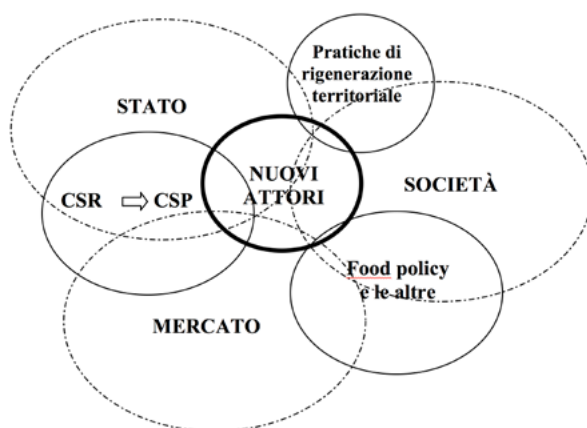 Pratiche di
rigenerazione
territoriale
STATO
NUOVI
ATTORI
SOCIETÀ
CSR ⇨ CSP
Food policy
e le altre
MERCATO